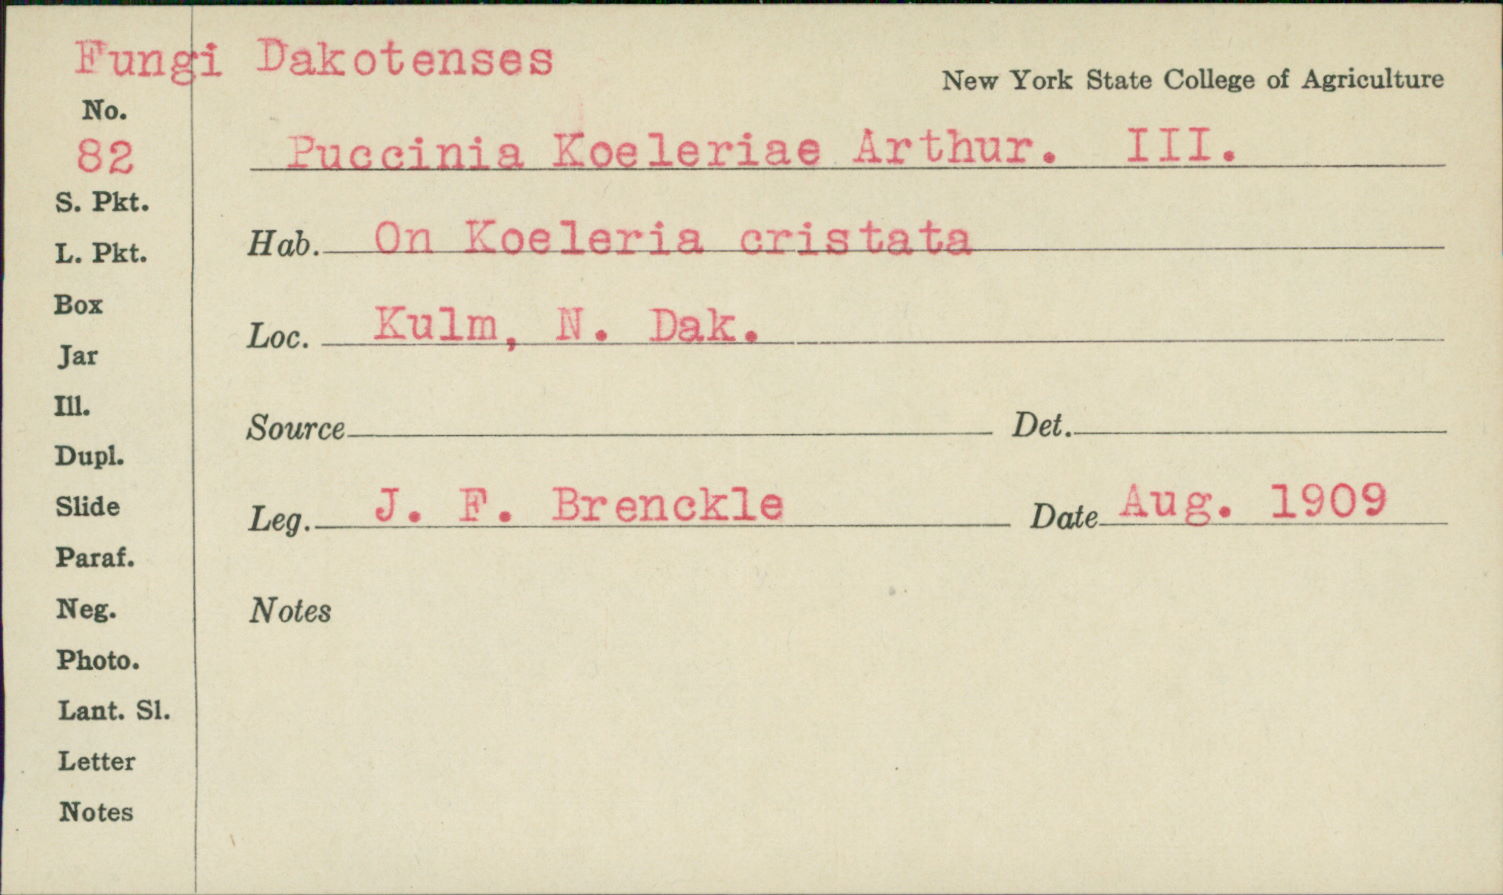 Fungi Dakotenses
New York State College of Agriculture
No.
82
Puccinia Koeleriae Arthur. III.
S. Pkt.
Hab. On Koeleria cristata
L. Pkt.
Box
Loc. Kulm, N. Dak.
Jar
Ill.
Source Det.
Dupl.
Slide
Leg. J. F. Brenckle Date Aug. 1909
Paraf.
Neg.
Notes
Photo.
Lant. Sl.
Letter
Notes